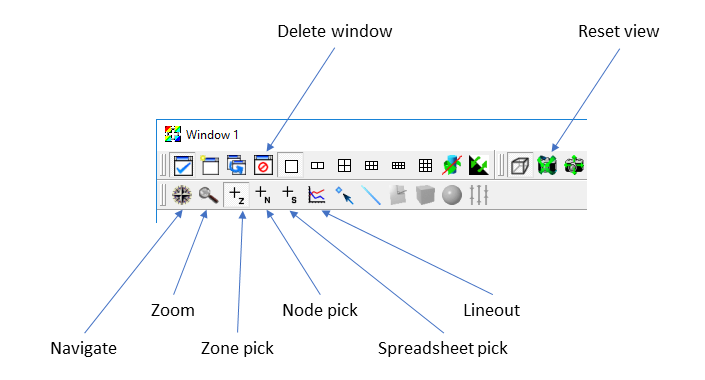 Delete window
Reset view
Window 1
Z
N
S
Zoom
Node pick
Lineout
Navigate
Zone pick
Spreadsheet pick